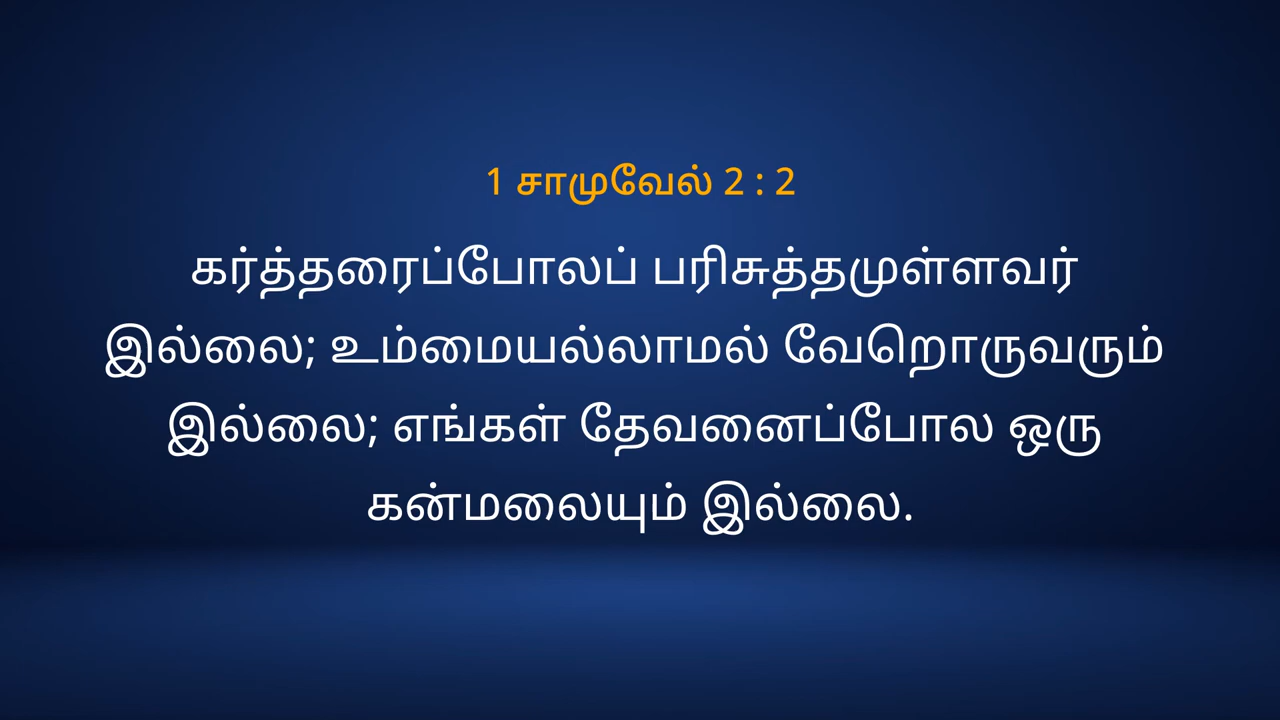 1 சாமுவேல் 2 : 2
கர்த்தரைப்போலப் பரிசுத்தமுள்ளவர்
இல்லை; உம்மையல்லாமல் வேறொருவரும்
இல்லை; எங்கள் தேவனைப்போல ஒரு
கன்மலையும் இல்லை.